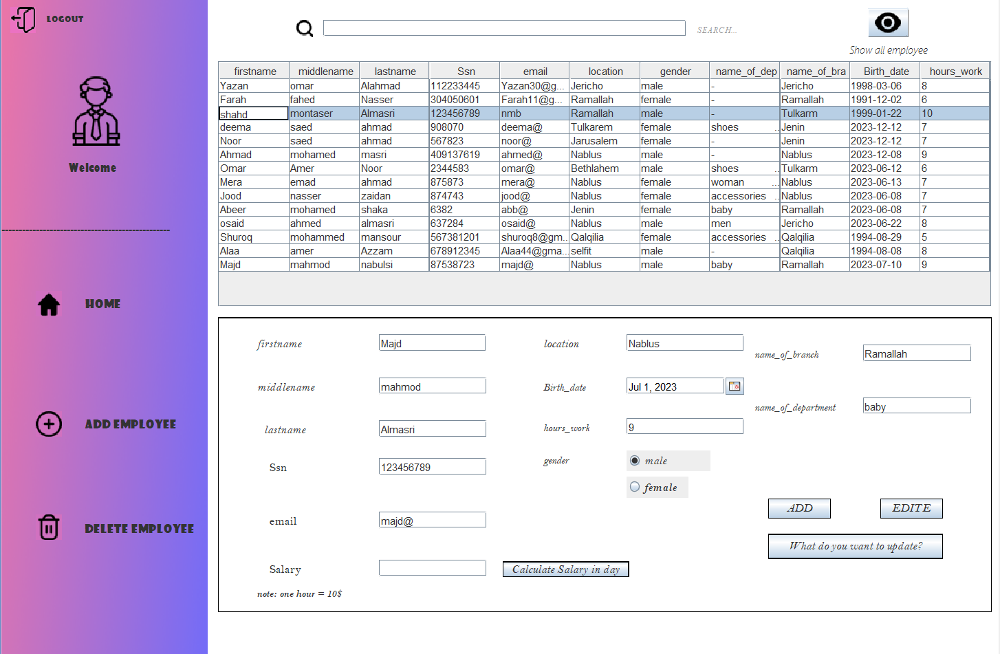 LOGOUT
Welcome
------------------------------------------------
HOME
ADD EMPLOYEE
DELETE EMPLOYEE
SEARCH...
Show all employee
firstname middlename lastname Ssn email location gender name_of_dep name_of_bra Birth_date hours_work
Yazan omar Alahmad 112233445 Yazan30@g... Jericho male - Jericho 1998-03-06 8
Farah fahed Nasser 304050601 Farah11@g... Ramallah female - Ramallah 1991-12-02 6
shahd montaser Almasri 123456789 nmb Ramallah male - Tulkarm 1999-01-22 10
deema saed ahmad 908070 deema@ Tulkarem female shoes .. Jenin 2023-12-12 7
Noor saed ahmad 567823 noor@ Jarusalem female - Jenin 2023-12-12 7
Ahmad mohamed masri 409137619 ahmed@ Nablus male - Nablus 2023-12-08 9
Omar Amer Noor 2344583 omar@ Bethlahem male shoes .. Tulkarm 2023-06-12 6
Mera emad ahmad 875873 mera@ Nablus female woman ... Nablus 2023-06-13 7
Jood nasser zaidan 874743 jood@ Nablus female accessories .. Nablus 2023-06-08 7
Abeer mohamed shaka 6382 abb@ Jenin female baby Ramallah 2023-06-08 7
osaid ahmed almasri 637284 osaid@ Nablus male men Jericho 2023-06-22 8
Shuroq mohammed mansour 567381201 shuroq8@gm... Qalqilia female accessories .. Qalqilia 1994-08-29 5
Alaa amer Azzam 678912345 Alaa44@gma... selfit male - Qalqilia 1994-08-08 8
Majd mahmod nabulsi 87538723 majd@ Nablus male baby Ramallah 2023-07-10 9
firstname Majd location Nablus name_of_branch Ramallah
middlename mahmod Birth_date Jul 1, 2023 name_of_department baby
lastname Almasri hours_work 9
Ssn 123456789 gender male
female
ADD EDITE
email majd@
What do you want to update?
Salary Calculate Salary in day
note: one hour = 10$